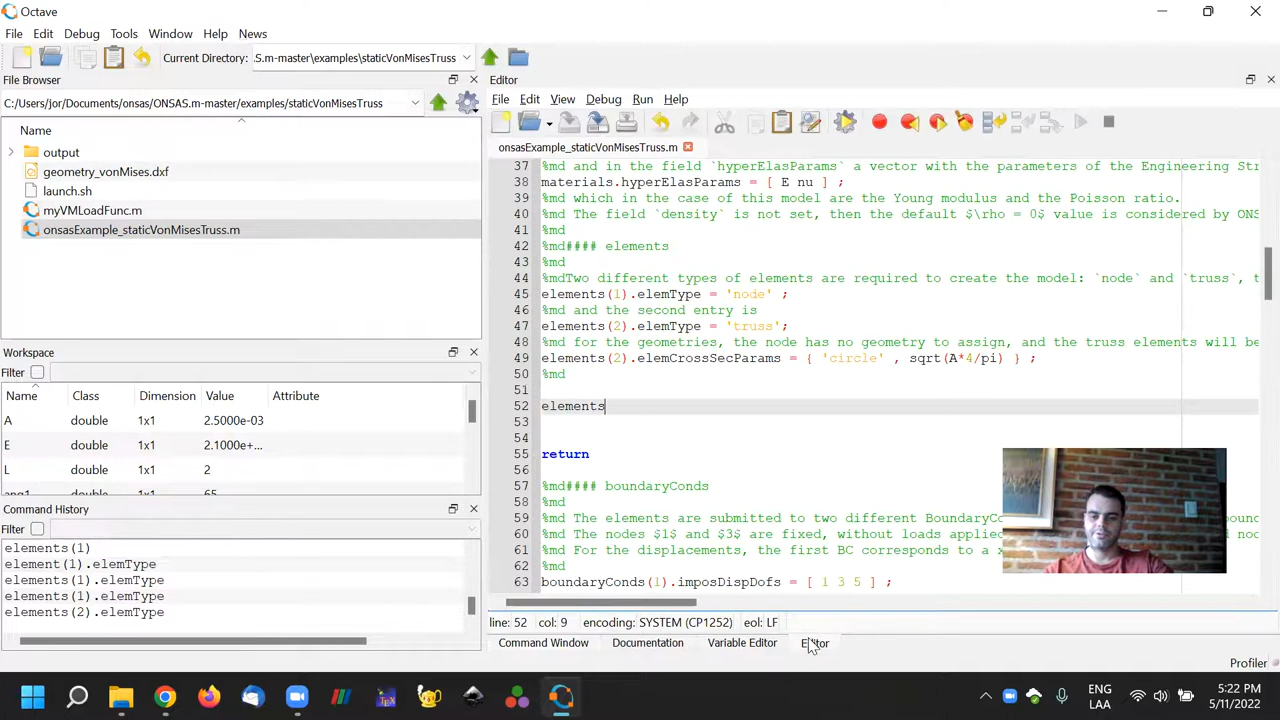 Octave
File Edit Debug Tools Window Help News
Current Directory: .S.m-master\examples\staticVonMisesTruss
File Browser
C:/Users/jor/Documents/onsas/ONSAS.m-master/examples/staticVonMisesTruss
Name
output
geometry_vonMises.dxf
launch.sh
myVMLoadFunc.m
onsasExample_staticVonMisesTruss.m
Workspace
Filter
Name Class Dimension Value Attribute
A double 1x1 2.5000e-03
E double 1x1 2.1000e+...
L double 1x1 2
ang1 double 1x1 65
Command History
Filter
elements(1)
element(1).elemType
elements(1).elemType
elements(1).elemType
elements(2).elemType
Editor
File Edit View Debug Run Help
onsasExample_staticVonMisesTruss.m
37 %md and in the field `hyperElasParams` a vector with the parameters of the Engineering Str
38 materials.hyperElasParams = [ E nu ] ;
39 %md which in the case of this model are the Young modulus and the Poisson ratio.
40 %md The field `density` is not set, then the default $\rho = 0$ value is considered by ONS
41 %md
42 %md#### elements
43 %md
44 %mdTwo different types of elements are required to create the model: `node` and `truss`, t
45 elements(1).elemType = 'node' ;
46 %md and the second entry is
47 elements(2).elemType = 'truss';
48 %md for the geometries, the node has no geometry to assign, and the truss elements will be
49 elements(2).elemCrossSecParams = { 'circle' , sqrt(A*4/pi) } ;
50 %md
51
52 elements
53
54
55 return
56
57 %md#### boundaryConds
58 %md
59 %md The elements are submitted to two different BoundaryCo bound
60 %md The nodes $1$ and $3$ are fixed, without loads applie nod
61 %md For the displacements, the first BC corresponds to a x
62 %md
63 boundaryConds(1).imposDispDofs = [ 1 3 5 ] ;
line: 52 col: 9 encoding: SYSTEM (CP1252) eol: LF
Command Window Documentation Variable Editor Editor
Profiler
ENG
LAA
5:22 PM
5/11/2022